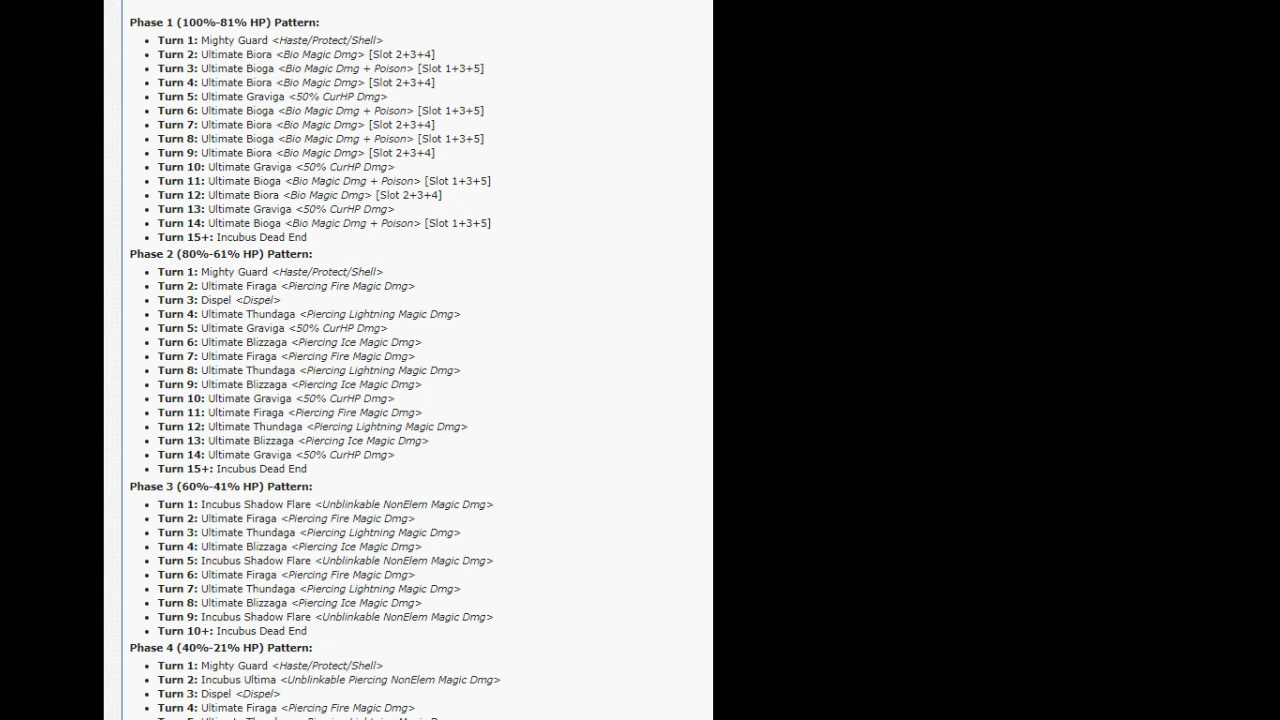 Phase 1 (100%-81% HP) Pattern:
Turn 1: Mighty Guard <Haste/Protect/Shell>
Turn 2: Ultimate Biora <Bio Magic Dmg> [Slot 2+3+4]
Turn 3: Ultimate Bioga <Bio Magic Dmg + Poison> [Slot 1+3+5]
Turn 4: Ultimate Biora <Bio Magic Dmg> [Slot 2+3+4]
Turn 5: Ultimate Graviga <50% CurHP Dmg>
Turn 6: Ultimate Bioga <Bio Magic Dmg + Poison> [Slot 1+3+5]
Turn 7: Ultimate Biora <Bio Magic Dmg> [Slot 2+3+4]
Turn 8: Ultimate Bioga <Bio Magic Dmg + Poison> [Slot 1+3+5]
Turn 9: Ultimate Biora <Bio Magic Dmg> [Slot 2+3+4]
Turn 10: Ultimate Graviga <50% CurHP Dmg>
Turn 11: Ultimate Bioga <Bio Magic Dmg + Poison> [Slot 1+3+5]
Turn 12: Ultimate Biora <Bio Magic Dmg> [Slot 2+3+4]
Turn 13: Ultimate Graviga <50% CurHP Dmg>
Turn 14: Ultimate Bioga <Bio Magic Dmg + Poison> [Slot 1+3+5]
Turn 15+: Incubus Dead End
Phase 2 (80%-61% HP) Pattern:
Turn 1: Mighty Guard <Haste/Protect/Shell>
Turn 2: Ultimate Firaga <Piercing Fire Magic Dmg>
Turn 3: Dispel <Dispel>
Turn 4: Ultimate Thundaga <Piercing Lightning Magic Dmg>
Turn 5: Ultimate Graviga <50% CurHP Dmg>
Turn 6: Ultimate Blizzaga <Piercing Ice Magic Dmg>
Turn 7: Ultimate Firaga <Piercing Fire Magic Dmg>
Turn 8: Ultimate Thundaga <Piercing Lightning Magic Dmg>
Turn 9: Ultimate Blizzaga <Piercing Ice Magic Dmg>
Turn 10: Ultimate Graviga <50% CurHP Dmg>
Turn 11: Ultimate Firaga <Piercing Fire Magic Dmg>
Turn 12: Ultimate Thundaga <Piercing Lightning Magic Dmg>
Turn 13: Ultimate Blizzaga <Piercing Ice Magic Dmg>
Turn 14: Ultimate Graviga <50% CurHP Dmg>
Turn 15+: Incubus Dead End
Phase 3 (60%-41% HP) Pattern:
Turn 1: Incubus Shadow Flare <Unblinkable NonElem Magic Dmg>
Turn 2: Ultimate Firaga <Piercing Fire Magic Dmg>
Turn 3: Ultimate Thundaga <Piercing Lightning Magic Dmg>
Turn 4: Ultimate Blizzaga <Piercing Ice Magic Dmg>
Turn 5: Incubus Shadow Flare <Unblinkable NonElem Magic Dmg>
Turn 6: Ultimate Firaga <Piercing Fire Magic Dmg>
Turn 7: Ultimate Thundaga <Piercing Lightning Magic Dmg>
Turn 8: Ultimate Blizzaga <Piercing Ice Magic Dmg>
Turn 9: Incubus Shadow Flare <Unblinkable NonElem Magic Dmg>
Turn 10+: Incubus Dead End
Phase 4 (40%-21% HP) Pattern:
Turn 1: Mighty Guard <Haste/Protect/Shell>
Turn 2: Incubus Ultima <Unblinkable Piercing NonElem Magic Dmg>
Turn 3: Dispel <Dispel>
Turn 4: Ultimate Firaga <Piercing Fire Magic Dmg>